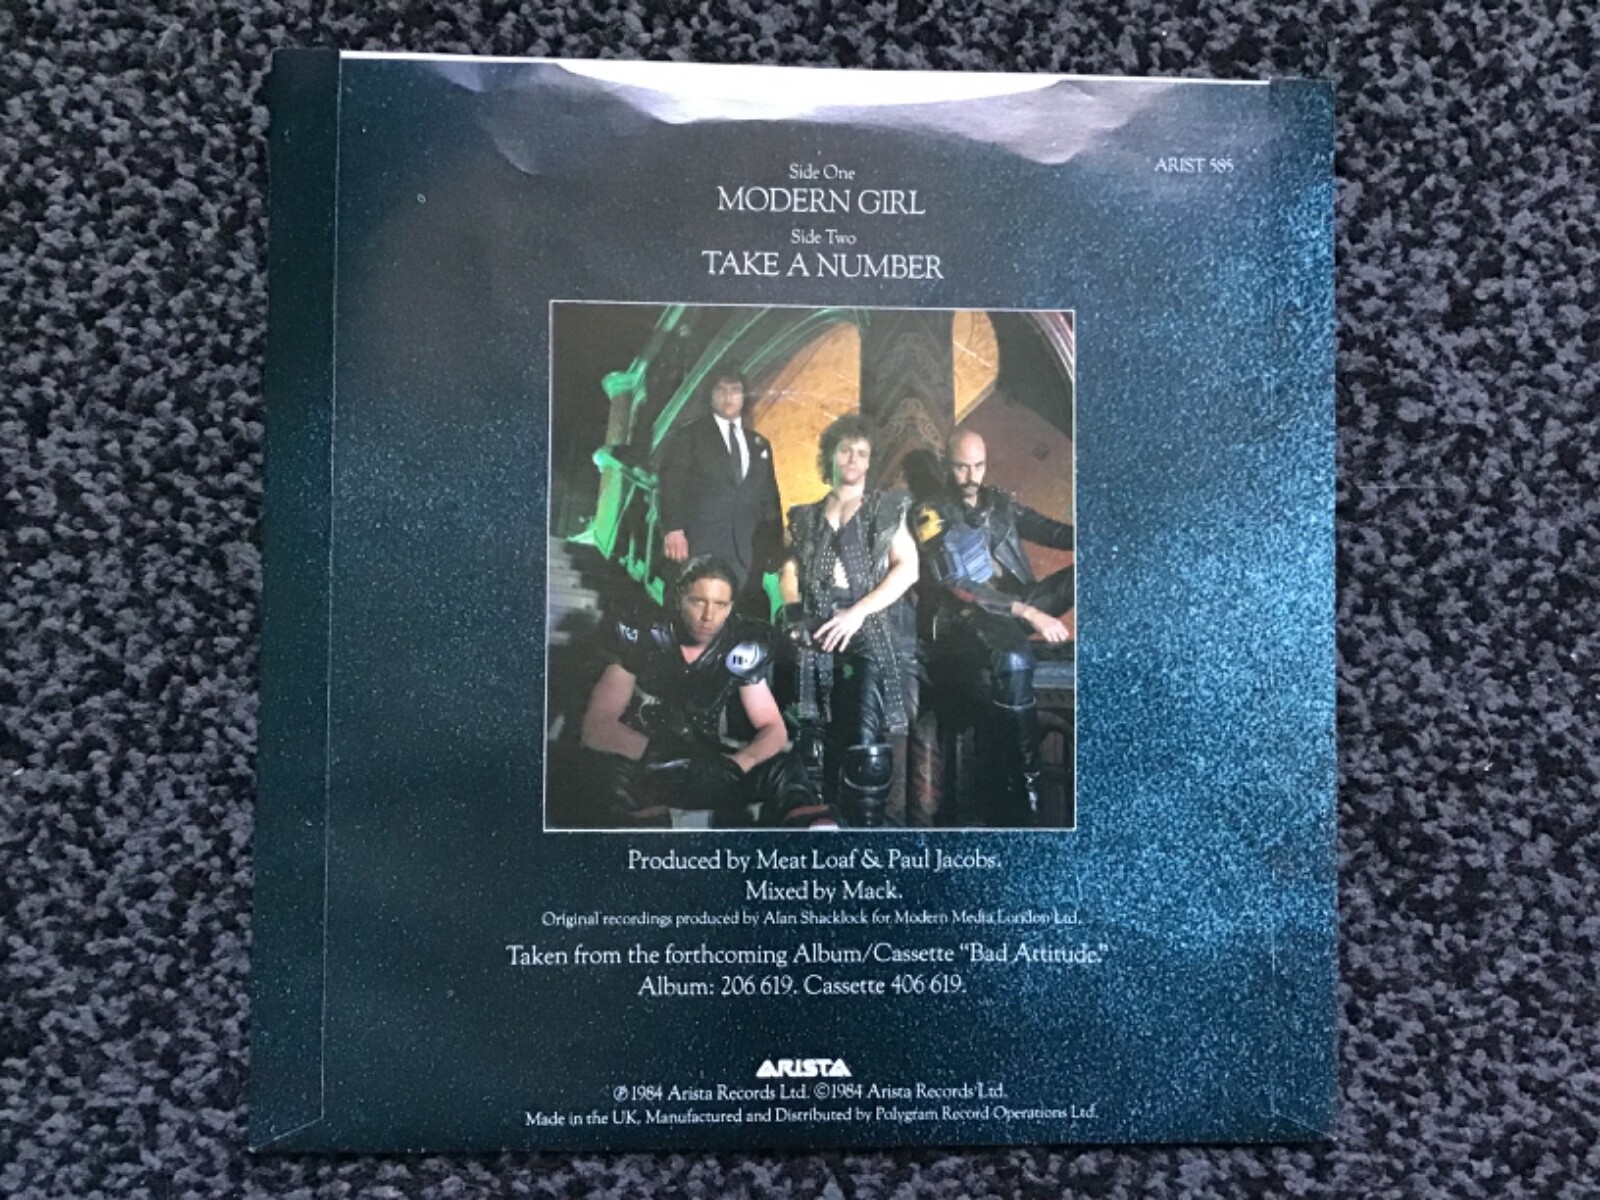 ARIST 585
Side One
MODERN GIRL
Side Two
TAKE A NUMBER
Produced by Meat Loaf & Paul Jacobs.
Mixed by Mack.
Original recordings produced by Alan Shacklock for Modern Media London Ltd.
Taken from the forthcoming Album/Cassette “Bad Attitude.”
Album: 206 619. Cassette 406 619.
ARISTA
℗ 1984 Arista Records Ltd. ©1984 Arista Records Ltd.
Made in the UK. Manufactured and Distributed by Polygram Record Operations Ltd.